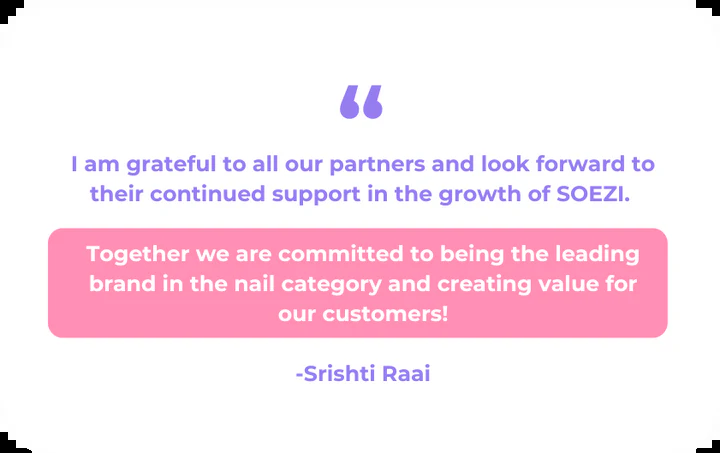 “
I am grateful to all our partners and look forward to
their continued support in the growth of SOEZI.
Together we are committed to being the leading
brand in the nail category and creating value for
our customers!
-Srishti Raai